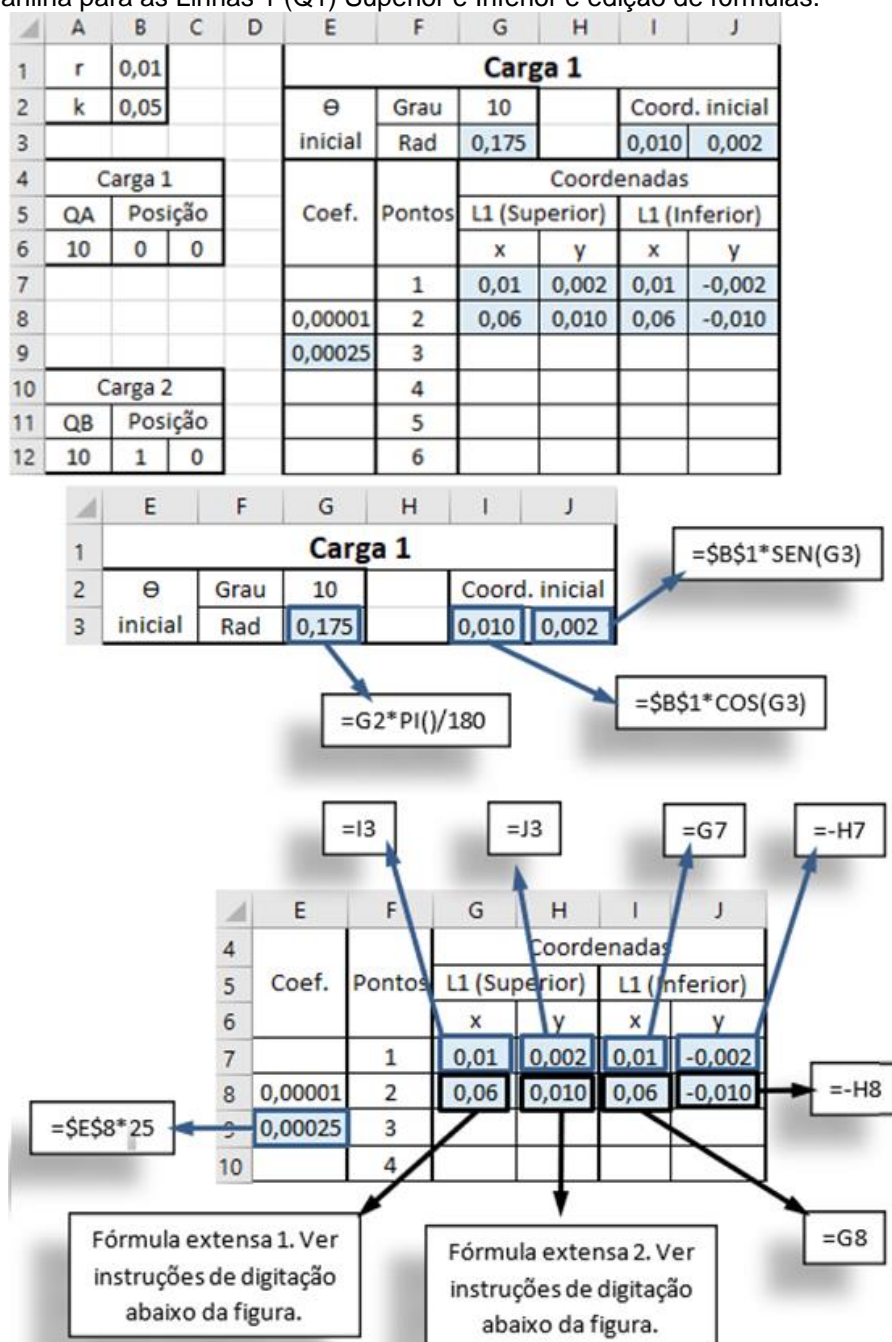 para as Linhas 1 (Q1) Superior e Inferior e edição de fórmulas.
A B C D E F G H I J
1 r 0,01 Carga 1
2 k 0,05 Θ Grau 10 Coord. inicial
3 inicial Rad 0,175 0,010 0,002
4 Carga 1 Coordenadas
5 QA Posição Coef. Pontos L1 (Superior) L1 (Inferior)
6 10 0 0 x y x y
7 1 0,01 0,002 0,01 -0,002
8 0,00001 2 0,06 0,010 0,06 -0,010
9 0,00025 3
10 Carga 2 4
11 QB Posição 5
12 10 1 0 6
E F G H I J
1 Carga 1
2 Θ Grau 10 Coord. inicial
3 inicial Rad 0,175 0,010 0,002
=$B$1*SEN(G3)
=G2*PI()/180
=$B$1*COS(G3)
=I3 =J3 =G7 =-H7
E F G H I J
4 Coordenadas
5 Coef. Pontos L1 (Superior) L1 (Inferior)
6 x y x y
7 1 0,01 0,002 0,01 -0,002
8 0,00001 2 0,06 0,010 0,06 -0,010
=-H8
=$E$8*25
9 0,00025 3
10 4
=G8
Fórmula extensa 1. Ver
instruções de digitação
abaixo da figura.
Fórmula extensa 2. Ver
instruções de digitação
abaixo da figura.